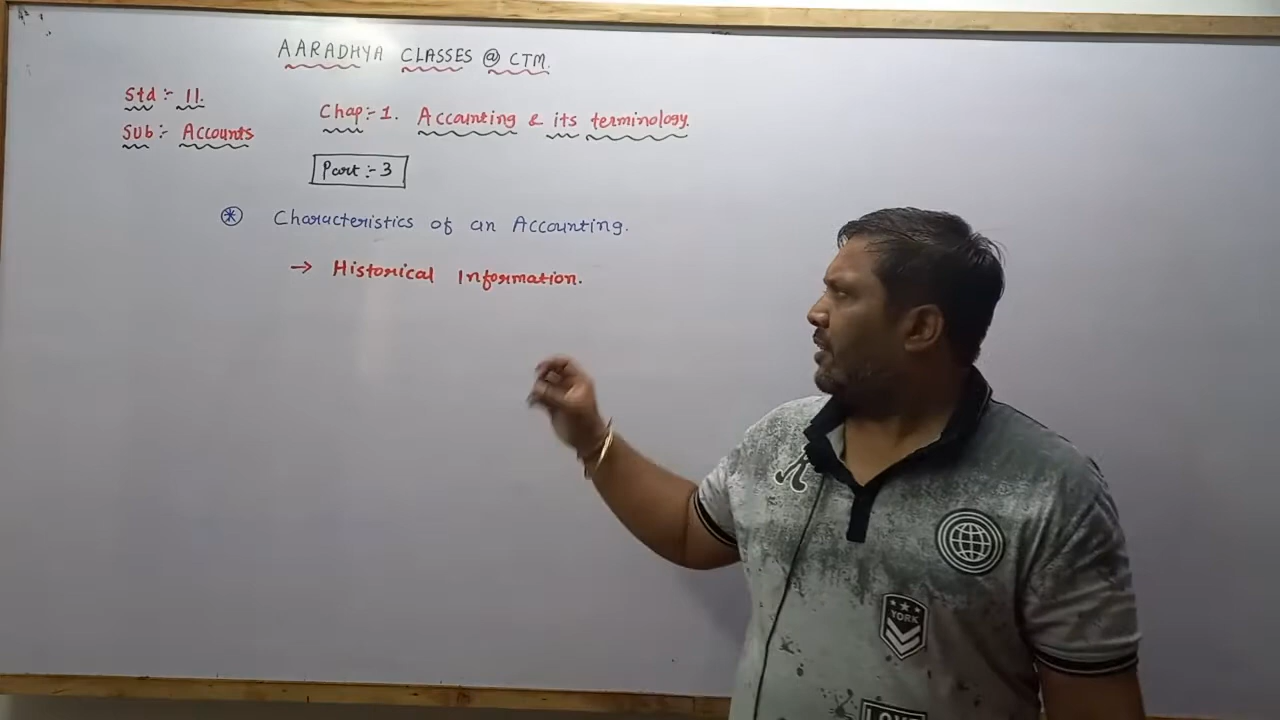 AARADHYA CLASSES @ CTM.
Std :- 11.
Chap :- 1. Accounting & its terminology.
Sub :- Accounts
Part :- 3
* Characteristics of an Accounting.
→ Historical Information.
A
YORK
LOVE